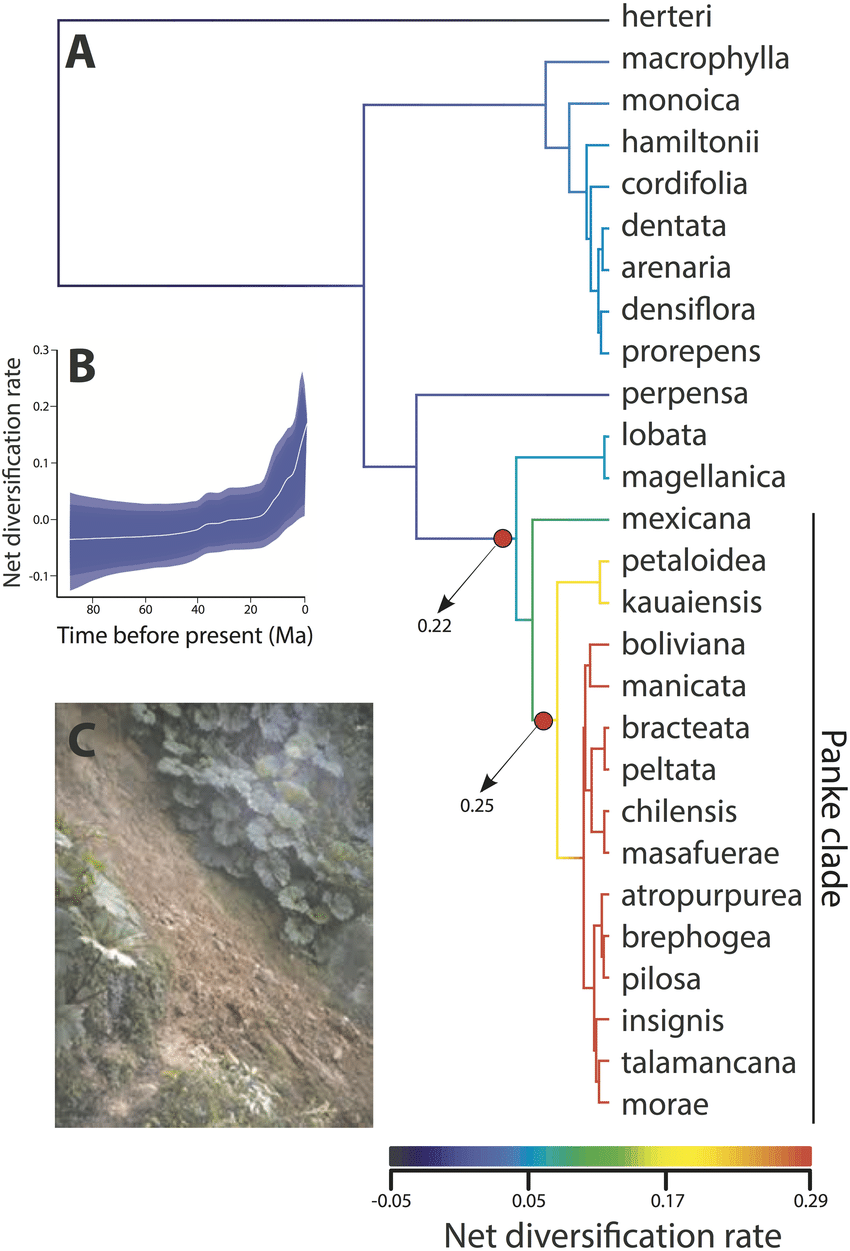 A
herteri
macrophylla
monoica
hamiltonii
cordifolia
dentata
arenaria
densiflora
prorepens
perpensa
lobata
magellanica
mexicana
petaloidea
kauaiensis
boliviana
manicata
bracteata
peltata
chilensis
masafuerae
atropurpurea
brephogea
pilosa
insignis
talamancana
morae
Panke clade
0.22
0.25
B
Net diversification rate
0.3
0.2
0.1
0.0
-0.1
80 60 40 20 0
Time before present (Ma)
C
-0.05 0.05 0.17 0.29
Net diversification rate